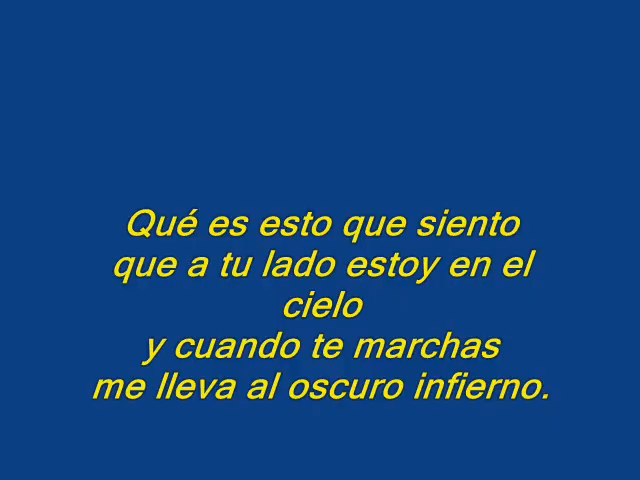 Qué es esto que siento
que a tu lado estoy en el
cielo
y cuando te marchas
me lleva al oscuro infierno.